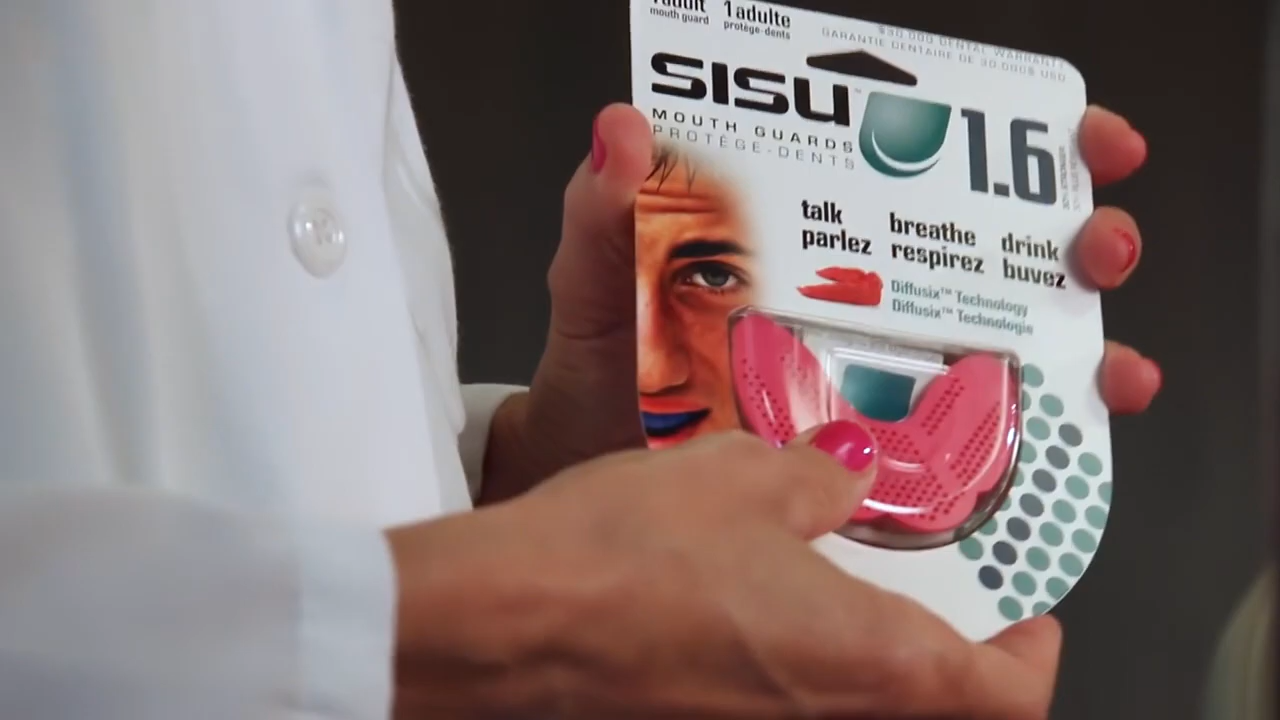 1 adulte
mouth guard
protège-dents
$30,000 DENTAL WARRANTY
GARANTIE DENTAIRE DE 30,000$ USD
SISU™
1.6
MOUTH GUARDS
PROTÈGE-DENTS
talk breathe drink
parlez respirez buvez
Diffusix™ Technology
Diffusix™ Technologie